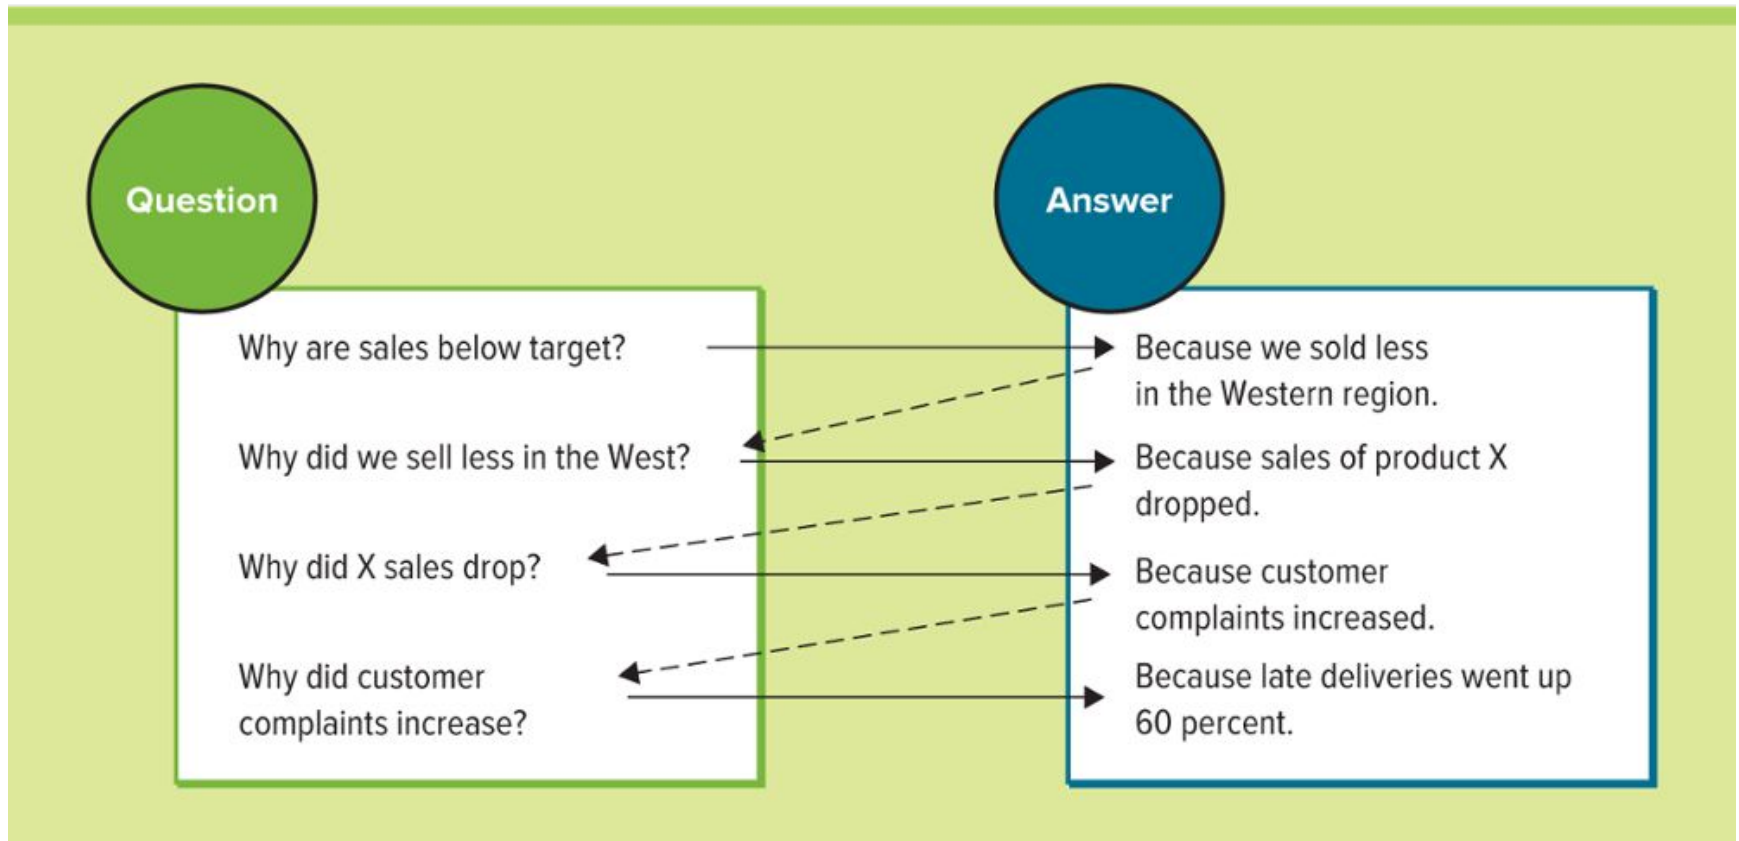 Question
Why are sales below target?
Why did we sell less in the West?
Why did X sales drop?
Why did customer
complaints increase?
Answer
Because we sold less
in the Western region.
Because sales of product X
dropped.
Because customer
complaints increased.
Because late deliveries went up
60 percent.